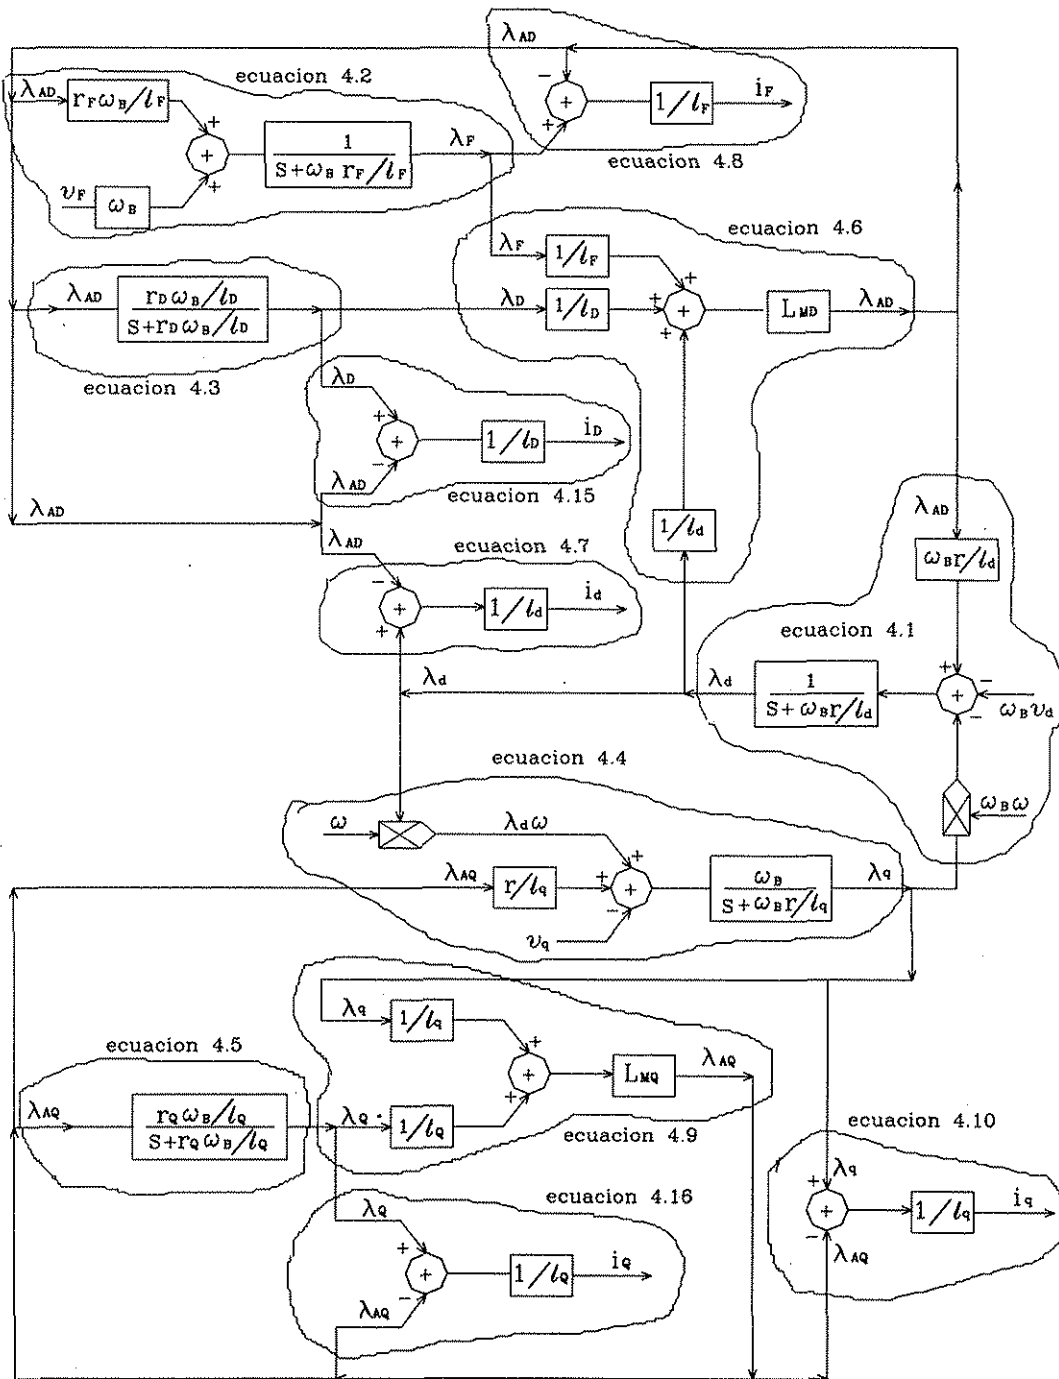 λAD
ecuacion 4.2
λAD
rFωB/lF
+
+
+
vF
ωB
1
S+ωB rF/lF
λF
-
+
+
1/lF
iF
ecuacion 4.8
ecuacion 4.6
λF
1/lF
λAD
rDωB/lD
S+rDωB/lD
λD
1/lD
+
+
+
+
LMD
λAD
ecuacion 4.3
λD
+
+
-
1/lD
iD
λAD
ecuacion 4.15
λAD
λAD
1/ld
λAD
ωBr/ld
ecuacion 4.7
-
+
+
1/ld
id
ecuacion 4.1
λd
λd
1
S+ωBr/ld
+
-
+
-
ωBvd
ecuacion 4.4
ωBω
ω
λdω
λAQ
r/lq
+
+
+
-
vq
ωB
S+ωBr/lq
λq
λq
1/lq
+
+
+
LMQ
λAQ
ecuacion 4.5
λAQ
rQωB/lQ
S+rQωB/lQ
λQ
1/lQ
ecuacion 4.9
ecuacion 4.10
λq
+
+
-
1/lq
iq
λAQ
ecuacion 4.16
λQ
+
+
-
1/lQ
iQ
λAQ